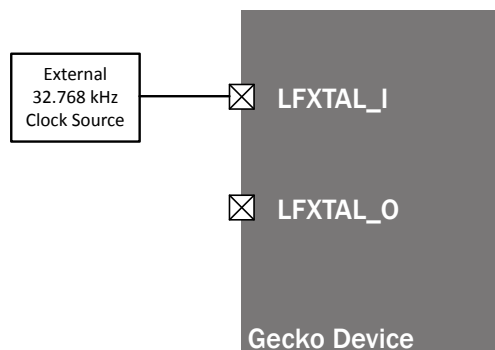 External
32.768 kHz
Clock Source
LFXTAL_I
LFXTAL_O
Gecko Device